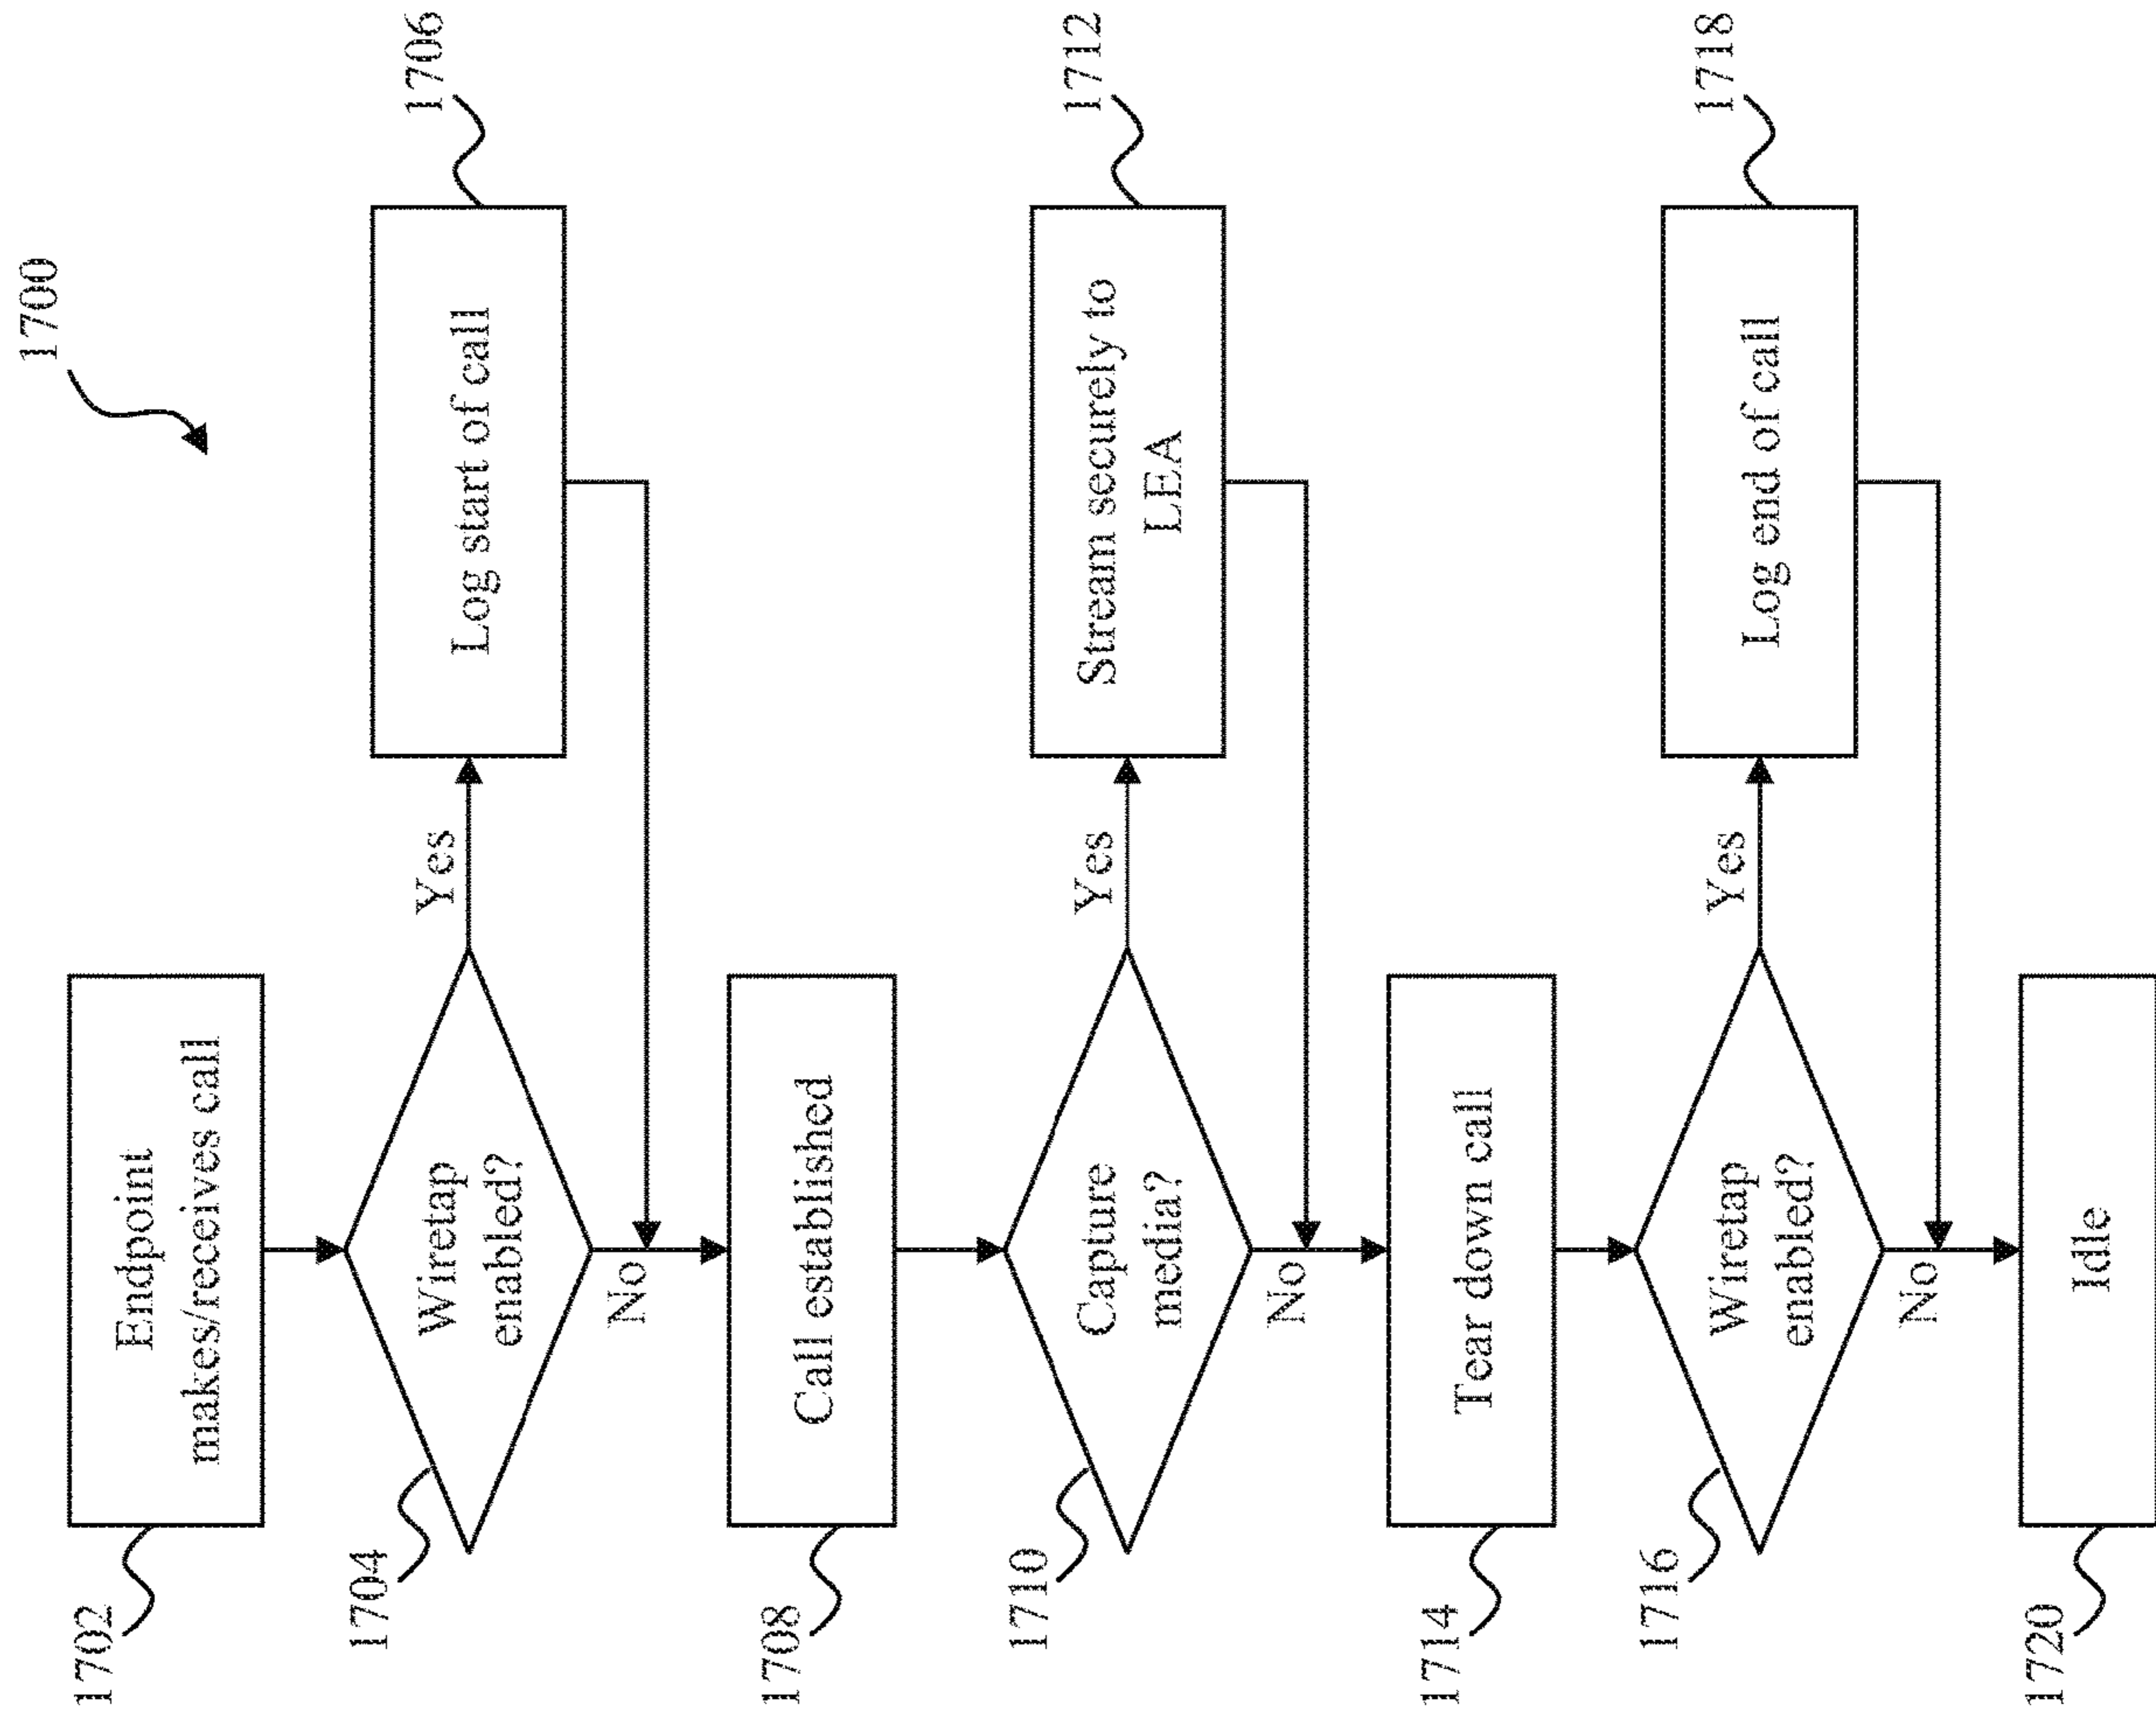 1700
1702
Endpoint
makes/receives call
1704
Wiretap
enabled?
Yes
Log start of call
1706
No
1708
Call established
1710
Capture
media?
Yes
Stream securely to
LEA
1712
No
1714
Tear down call
1716
Wiretap
enabled?
Yes
Log end of call
1718
No
1720
Idle